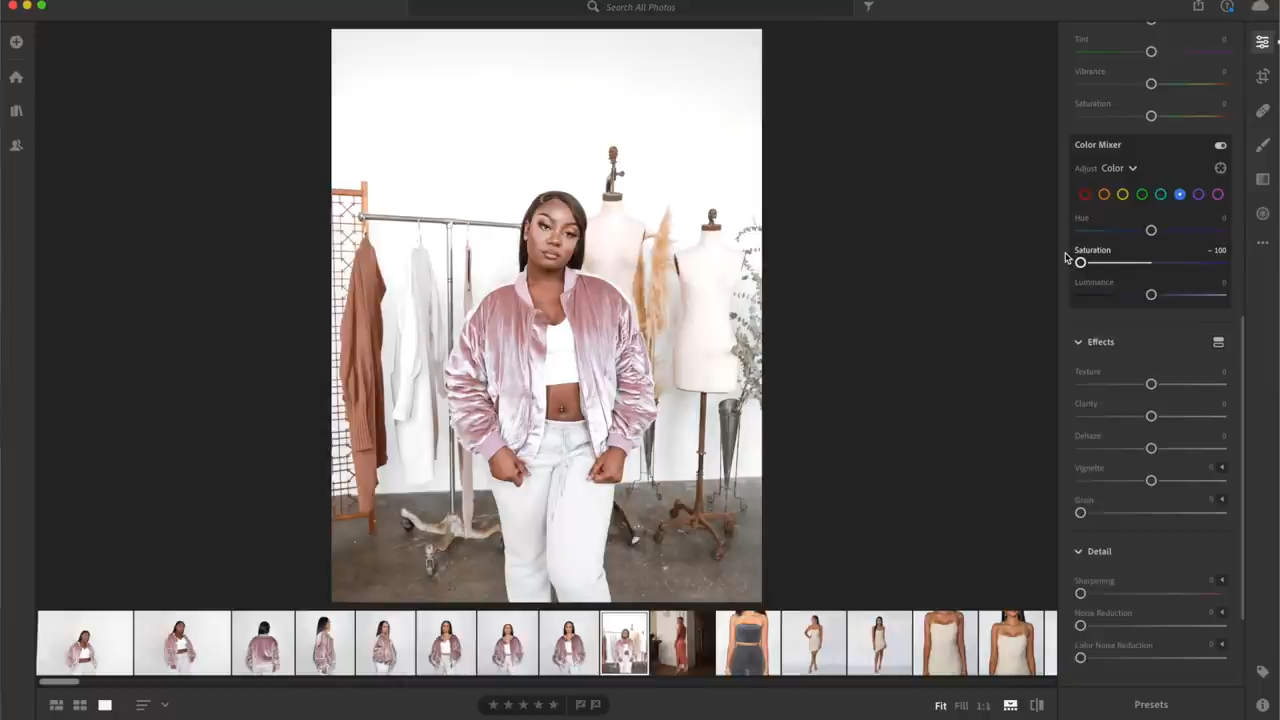 Search All Photos
Tint 0
Vibrance 0
Saturation 0
Color Mixer
Adjust Color
Hue 0
Saturation - 100
Luminance 0
Effects
Texture 0
Clarity 0
Dehaze 0
Vignette 0
Grain 0
Detail
Sharpening 0
Noise Reduction 0
Color Noise Reduction 0
Fit Fill 1:1
Presets